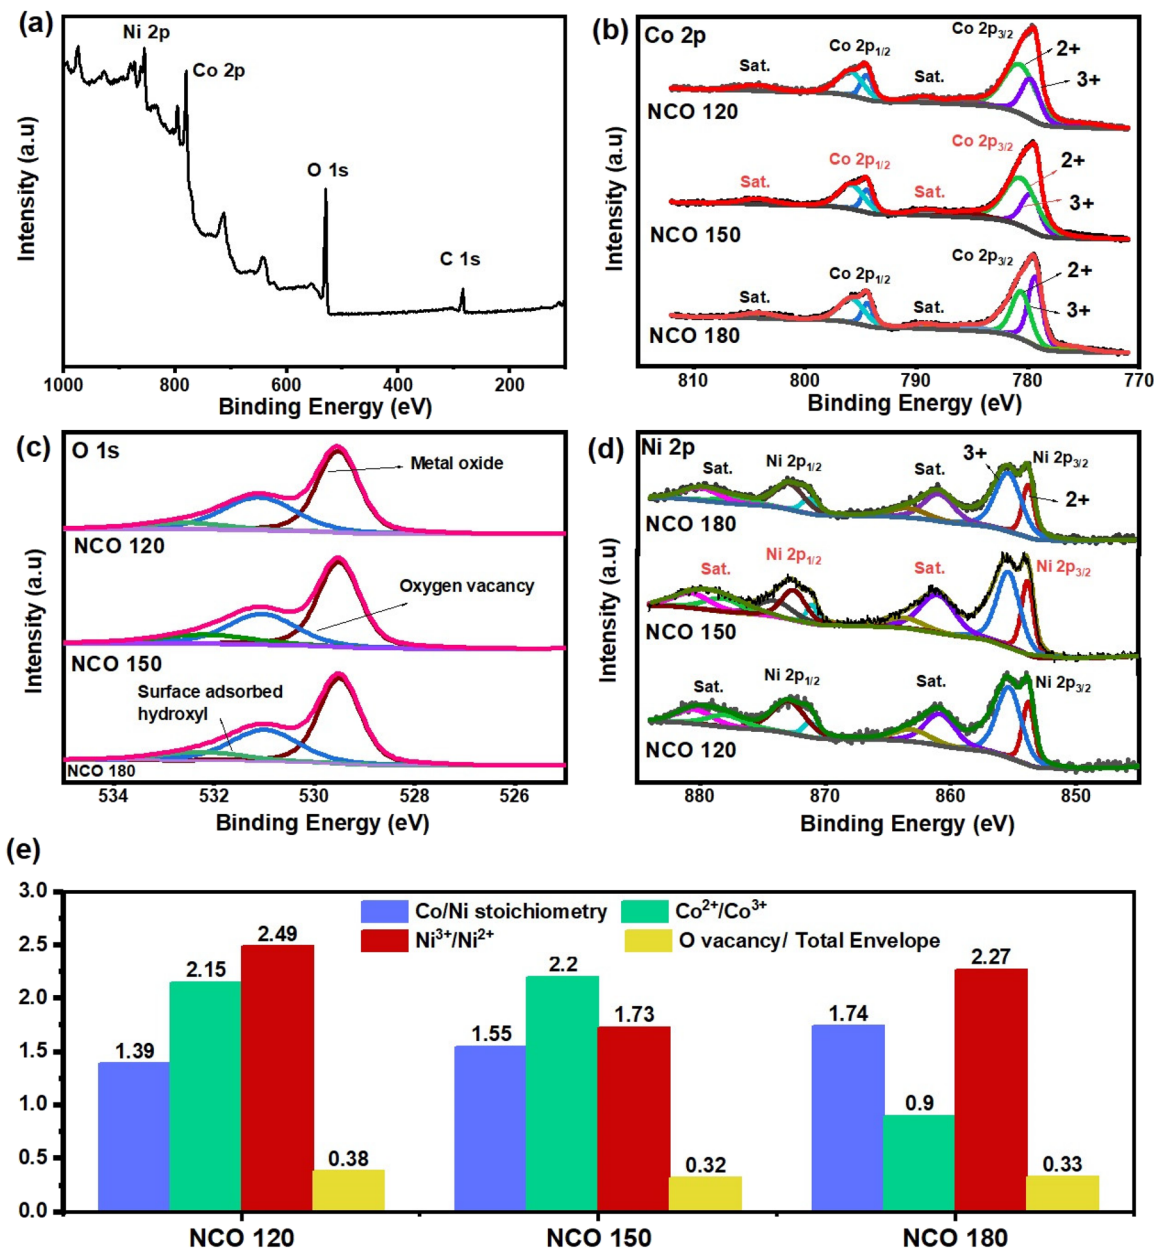 (a)
Ni 2p
Co 2p
O 1s
C 1s
Intensity (a.u)
1000 800 600 400 200
Binding Energy (eV)
(b)
Co 2p
Sat. Co 2p1/2 Sat. Co 2p3/2 2+
3+
NCO 120
Sat. Co 2p1/2 Sat. Co 2p3/2 2+
3+
NCO 150
Sat. Co 2p1/2 Sat. Co 2p3/2 2+
3+
NCO 180
Intensity (a.u)
810 800 790 780 770
Binding Energy (eV)
(c)
O 1s
Metal oxide
NCO 120
Oxygen vacancy
NCO 150
Surface adsorbed
hydroxyl
NCO 180
Intensity (a.u)
534 532 530 528 526
Binding Energy (eV)
(d)
Ni 2p
Sat. Ni 2p1/2 Sat. 3+ Ni 2p3/2
2+
NCO 180
Sat. Ni 2p1/2 Sat. Ni 2p3/2
NCO 150
Sat. Ni 2p1/2 Sat. Ni 2p3/2
NCO 120
Intensity (a.u)
880 870 860 850
Binding Energy (eV)
(e)
3.0
2.5
2.0
1.5
1.0
0.5
0.0
Co/Ni stoichiometry Co2+/Co3+
Ni3+/Ni2+ O vacancy/ Total Envelope
1.39 2.15 2.49 0.38
1.55 2.2 1.73 0.32
1.74 0.9 2.27 0.33
NCO 120 NCO 150 NCO 180